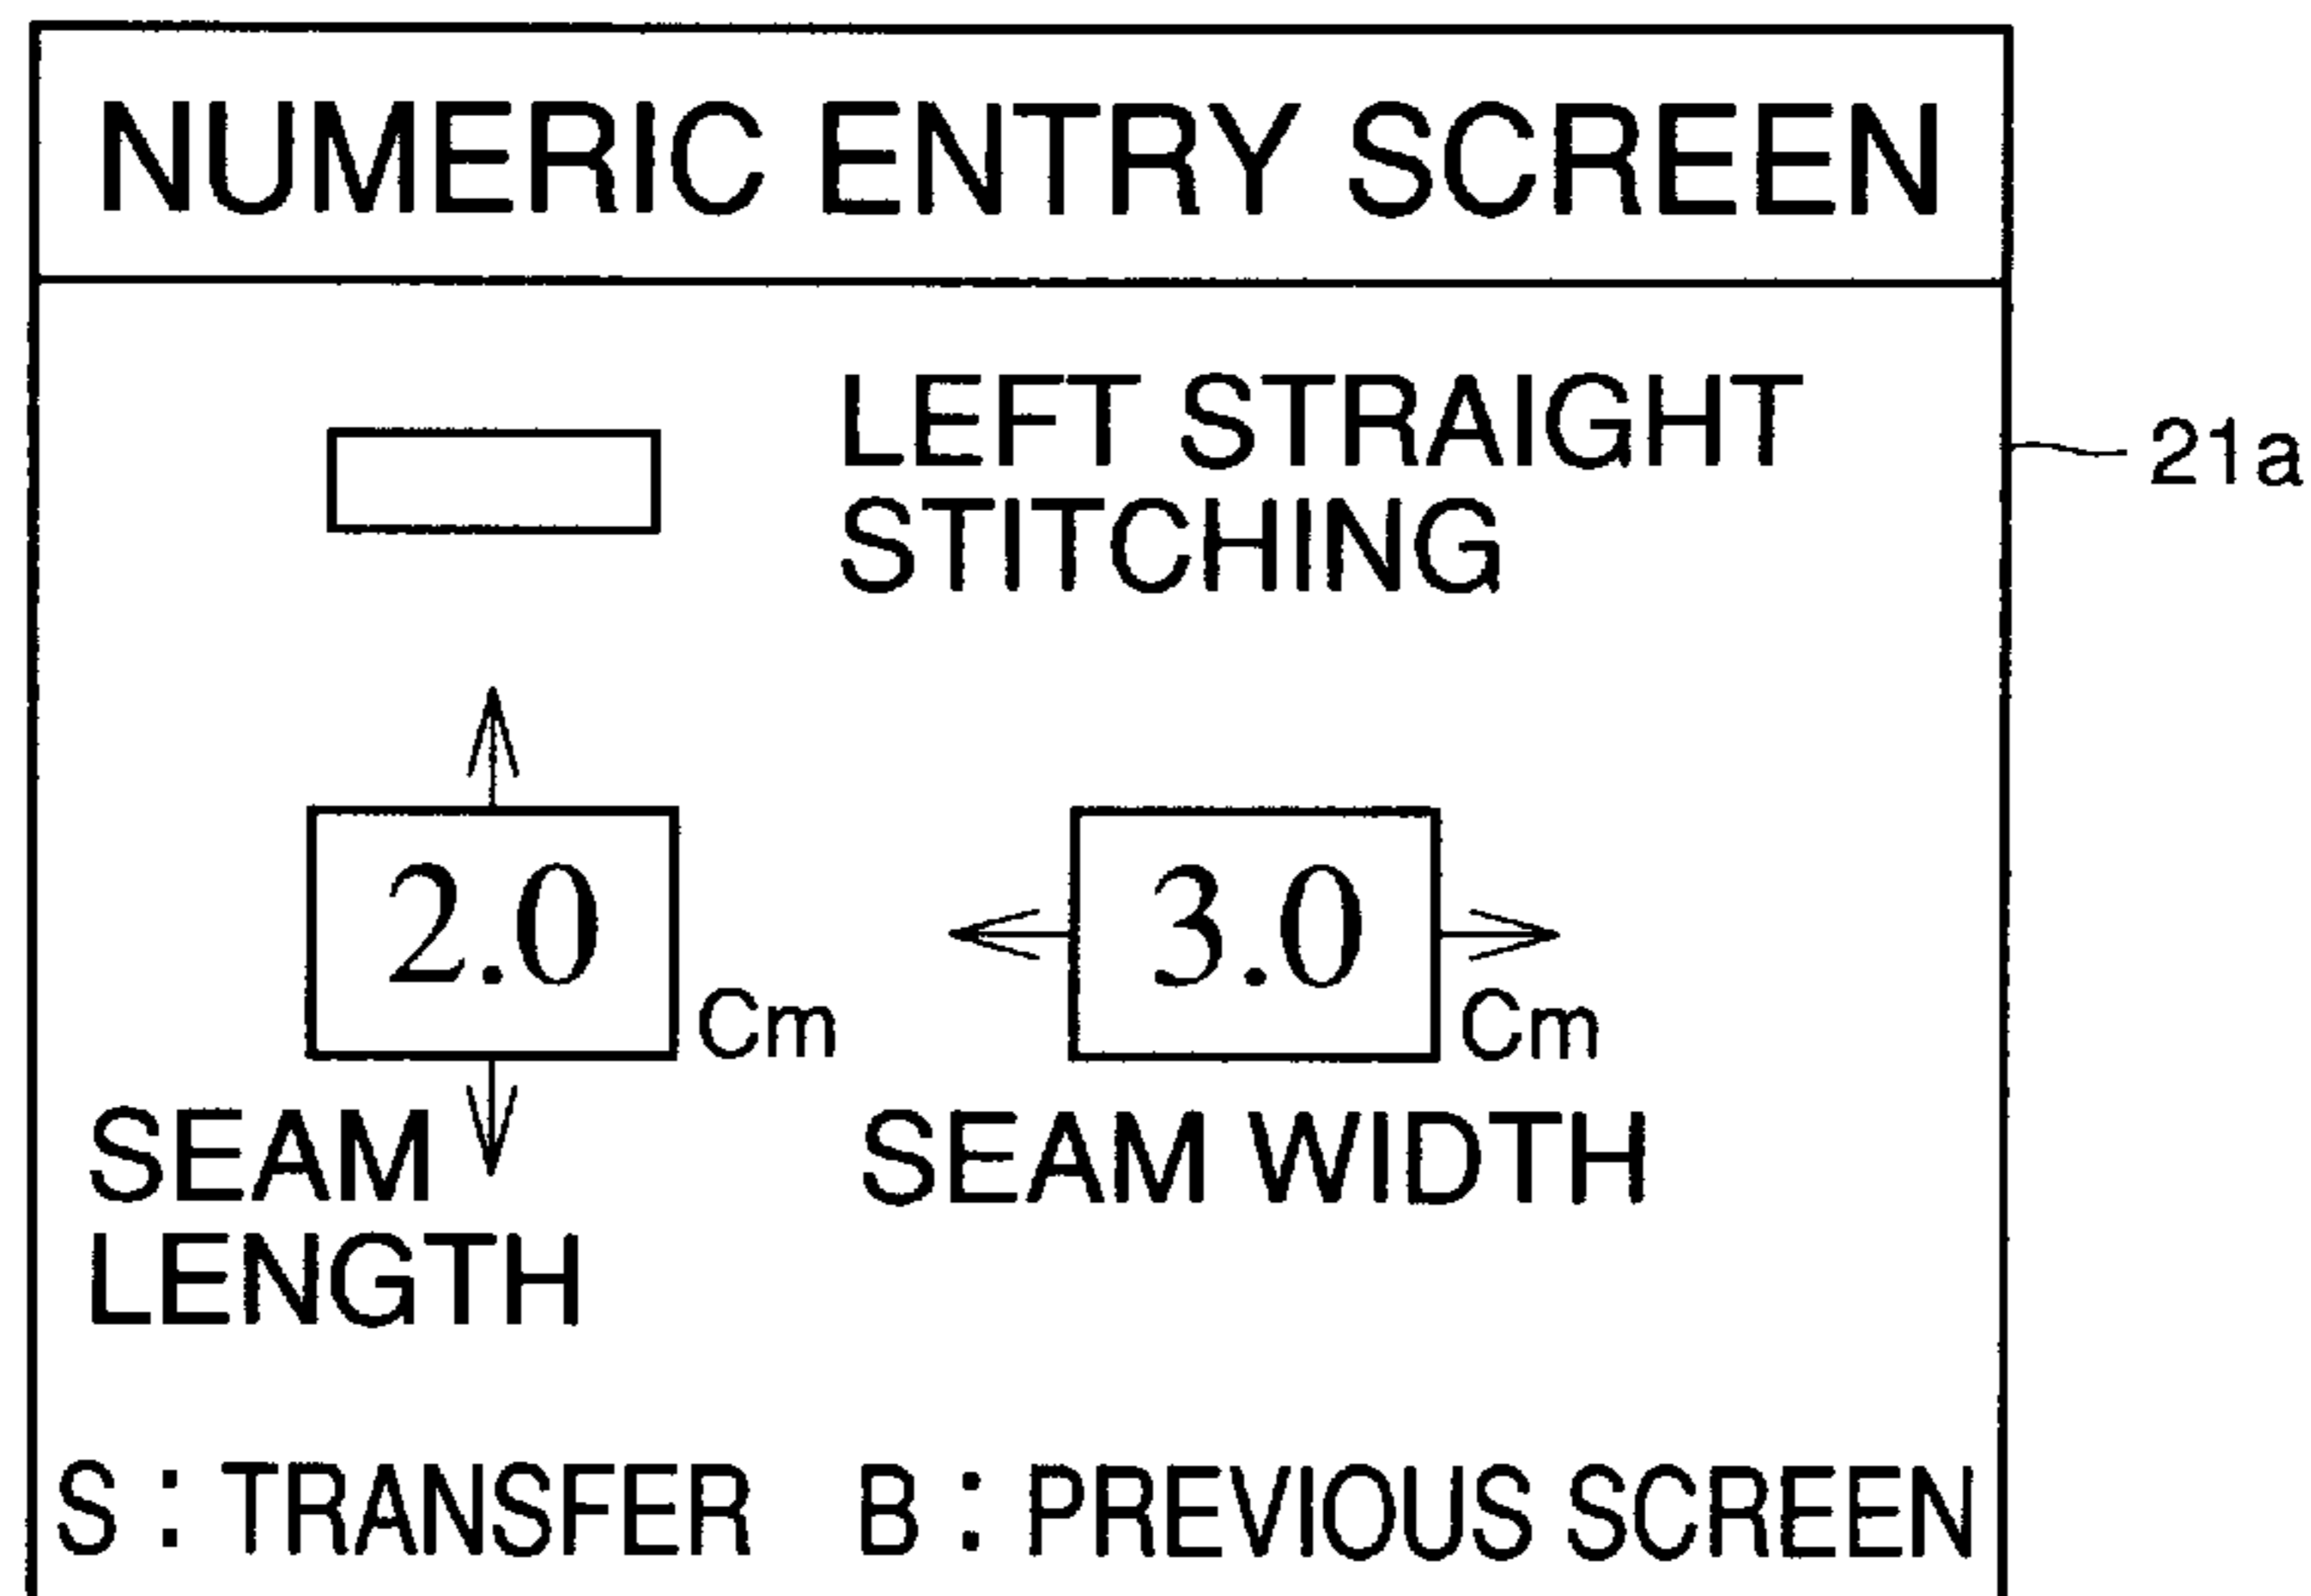 NUMERIC ENTRY SCREEN
LEFT STRAIGHT
STITCHING
21a
2.0 Cm
3.0 Cm
SEAM
LENGTH
SEAM WIDTH
S : TRANSFER B : PREVIOUS SCREEN